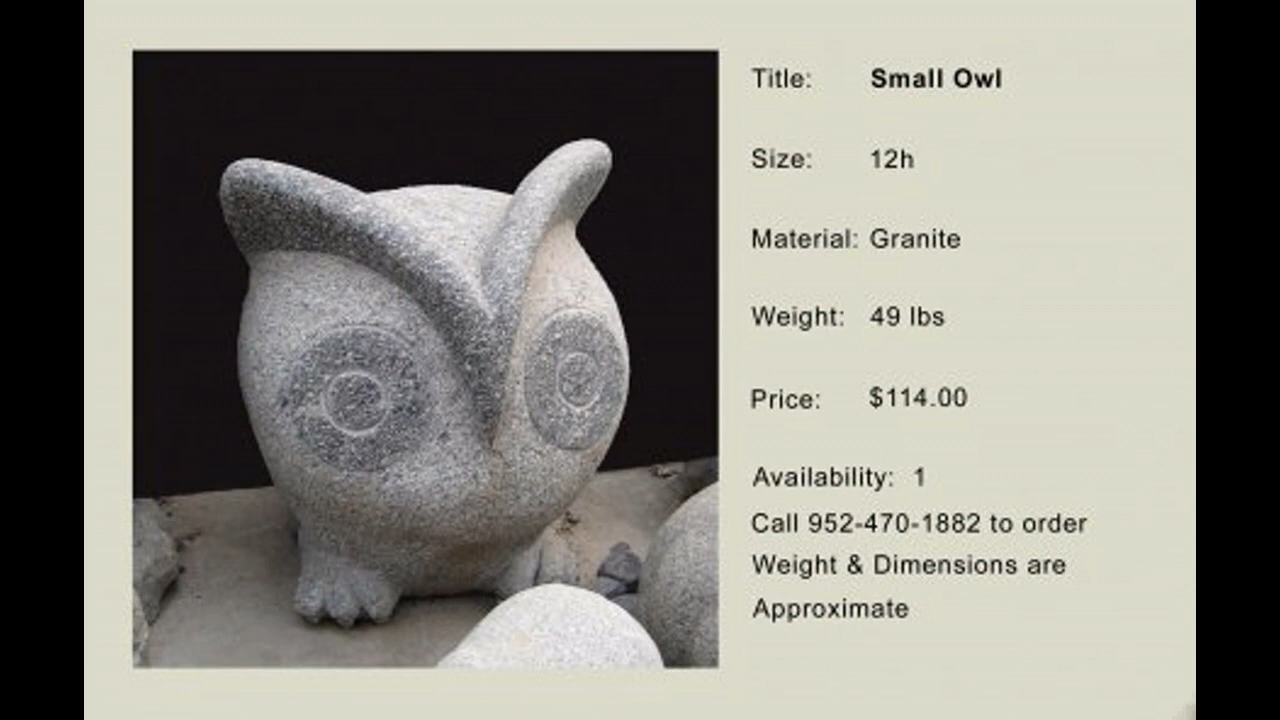 Title: Small Owl
Size: 12h
Material: Granite
Weight: 49 lbs
Price: $114.00
Availability: 1
Call 952-470-1882 to order
Weight & Dimensions are
Approximate